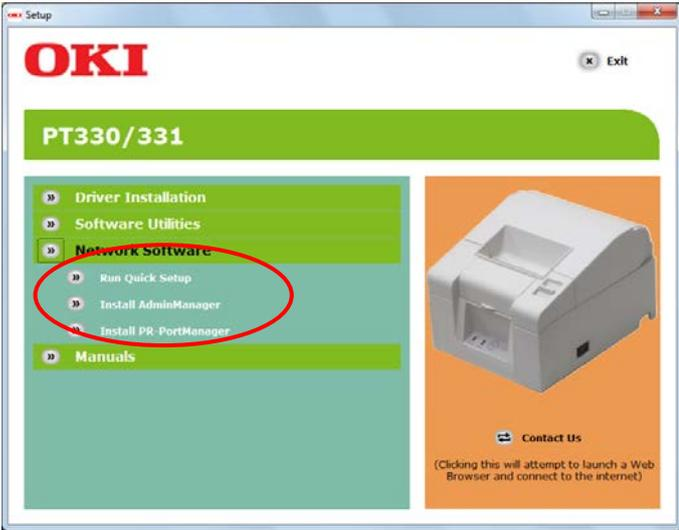 OKI Setup
OKI
Exit
PT330/331
Driver Installation
Software Utilities
Network Software
Run Quick Setup
Install AdminManager
Install PR-PortManager
Manuals
Contact Us
(Clicking this will attempt to launch a Web
Browser and connect to the internet)